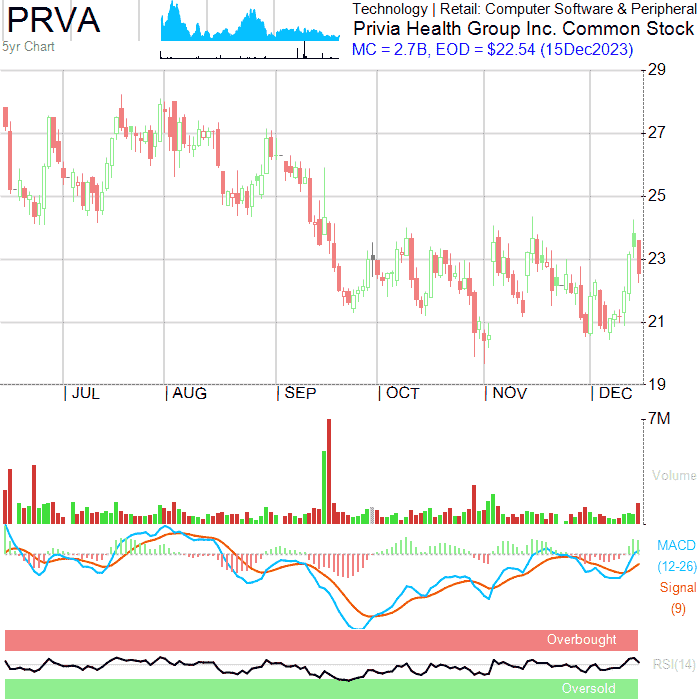 PRVA
5yr Chart
Technology | Retail: Computer Software & Peripheral
Privia Health Group Inc. Common Stock
MC = 2.7B, EOD = $22.54 (15Dec2023)
29
27
25
23
21
19
| JUL
| AUG
| SEP
| OCT
| NOV
| DEC
7M
Volume
MACD
(12-26)
Signal
(9)
Overbought
RSI(14)
Oversold